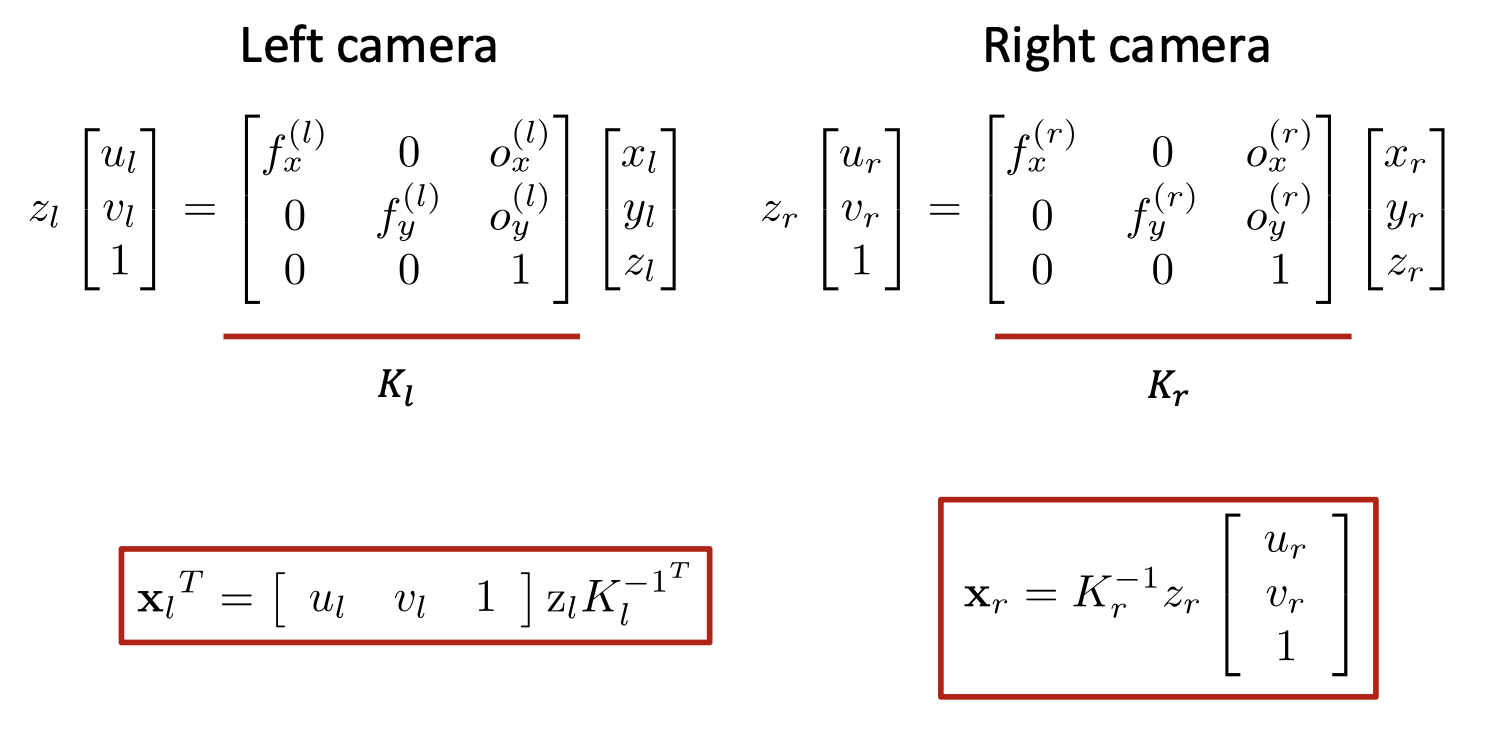 Left camera
Right camera
$z_l \begin{bmatrix} u_l \\ v_l \\ 1 \end{bmatrix} = \begin{bmatrix} f_x^{(l)} & 0 & o_x^{(l)} \\ 0 & f_y^{(l)} & o_y^{(l)} \\ 0 & 0 & 1 \end{bmatrix} \begin{bmatrix} x_l \\ y_l \\ z_l \end{bmatrix}$
$z_r \begin{bmatrix} u_r \\ v_r \\ 1 \end{bmatrix} = \begin{bmatrix} f_x^{(r)} & 0 & o_x^{(r)} \\ 0 & f_y^{(r)} & o_y^{(r)} \\ 0 & 0 & 1 \end{bmatrix} \begin{bmatrix} x_r \\ y_r \\ z_r \end{bmatrix}$
$K_l$
$K_r$
$\mathbf{x}_l{}^T = \begin{bmatrix} u_l & v_l & 1 \end{bmatrix} \mathrm{z}_l {K_l^{-1}}^T$
$\mathbf{x}_r = K_r^{-1} z_r \begin{bmatrix} u_r \\ v_r \\ 1 \end{bmatrix}$